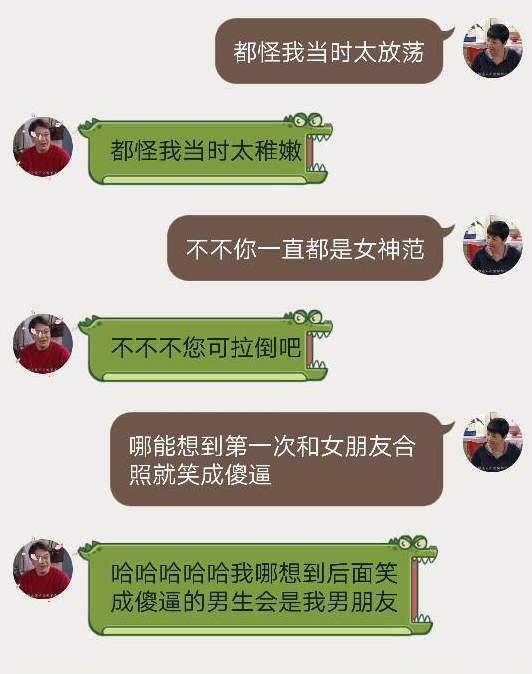 都怪我当时太放荡
都怪我当时太稚嫩
不不你一直都是女神范
不不不您可拉倒吧
哪能想到第一次和女朋友合
照就笑成傻逼
哈哈哈哈哈我哪想到后面笑
成傻逼的男生会是我男朋友